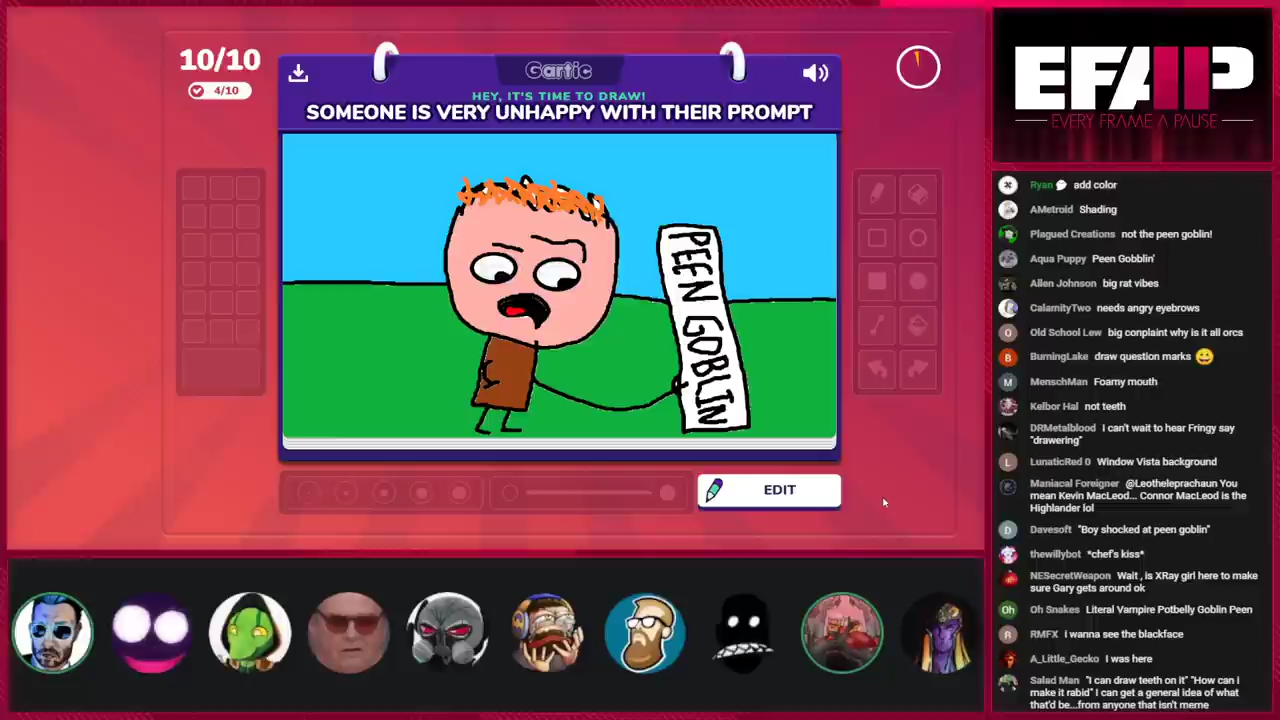 10/10
4/10
Gartic
HEY, IT'S TIME TO DRAW!
SOMEONE IS VERY UNHAPPY WITH THEIR PROMPT
PEEN GOBLIN
EDIT
EFAP
EVERY FRAME A PAUSE
Ryan add color
AMetroid Shading
Plagued Creations not the peen goblin!
Aqua Puppy Peen Gobblin'
Allen Johnson big rat vibes
CalamityTwo needs angry eyebrows
Old School Lew big conplaint why is it all orcs
BurningLake draw question marks 😄
MenschMan Foamy mouth
Kelbor Hal not teeth
DRMetalblood I can't wait to hear Fringy say
"drawering"
LunaticRed 0 Window Vista background
Maniacal Foreigner @Leotheleprachaun You
mean Kevin MacLeod... Connor MacLeod is the
Highlander lol
Davesoft "Boy shocked at peen goblin"
thewillybot *chef's kiss*
NESecretWeapon Wait , is XRay girl here to make
sure Gary gets around ok
Oh
Oh Snakes Literal Vampire Potbelly Goblin Peen
RMFX i wanna see the blackface
A_Little_Gecko I was here
Salad Man "I can draw teeth on it" "How can i
make it rabid" I can get a general idea of what
that'd be...from anyone that isn't meme